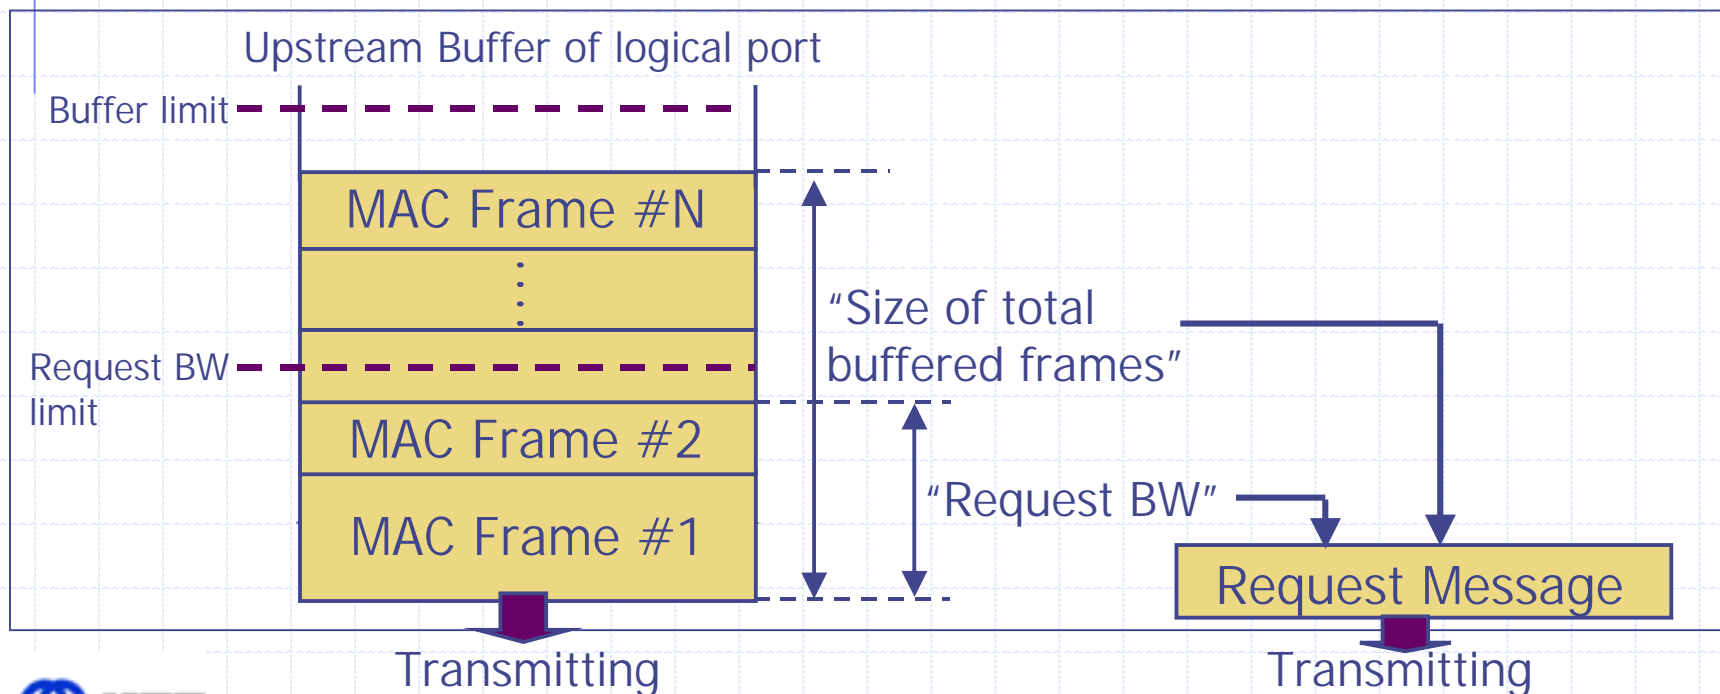 Upstream Buffer of logical port
Buffer limit
MAC Frame #N
"Size of total
buffered frames"
Request BW
limit
MAC Frame #2
"Request BW"
MAC Frame #1
Request Message
Transmitting
Transmitting